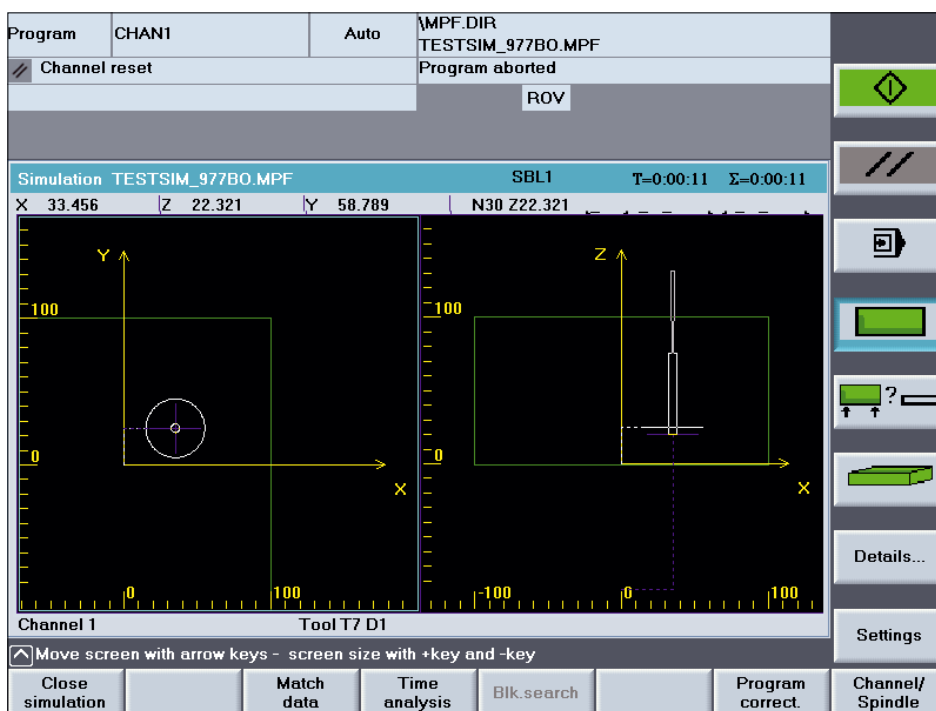 Program CHAN1 Auto \MPF.DIR
TESTSIM_977BO.MPF
// Channel reset Program aborted
ROV
Simulation TESTSIM_977BO.MPF SBL1 T=0:00:11 Σ=0:00:11
X 33.456 Z 22.321 Y 58.789 N30 Z22.321
Y
100
0
X
0 100
Z
100
0
X
-100 0 100
Channel 1 Tool T7 D1
Move screen with arrow keys - screen size with +key and -key
//
?
Details...
Settings
Close simulation
Match data
Time analysis
Blk.search
Program correct.
Channel/ Spindle